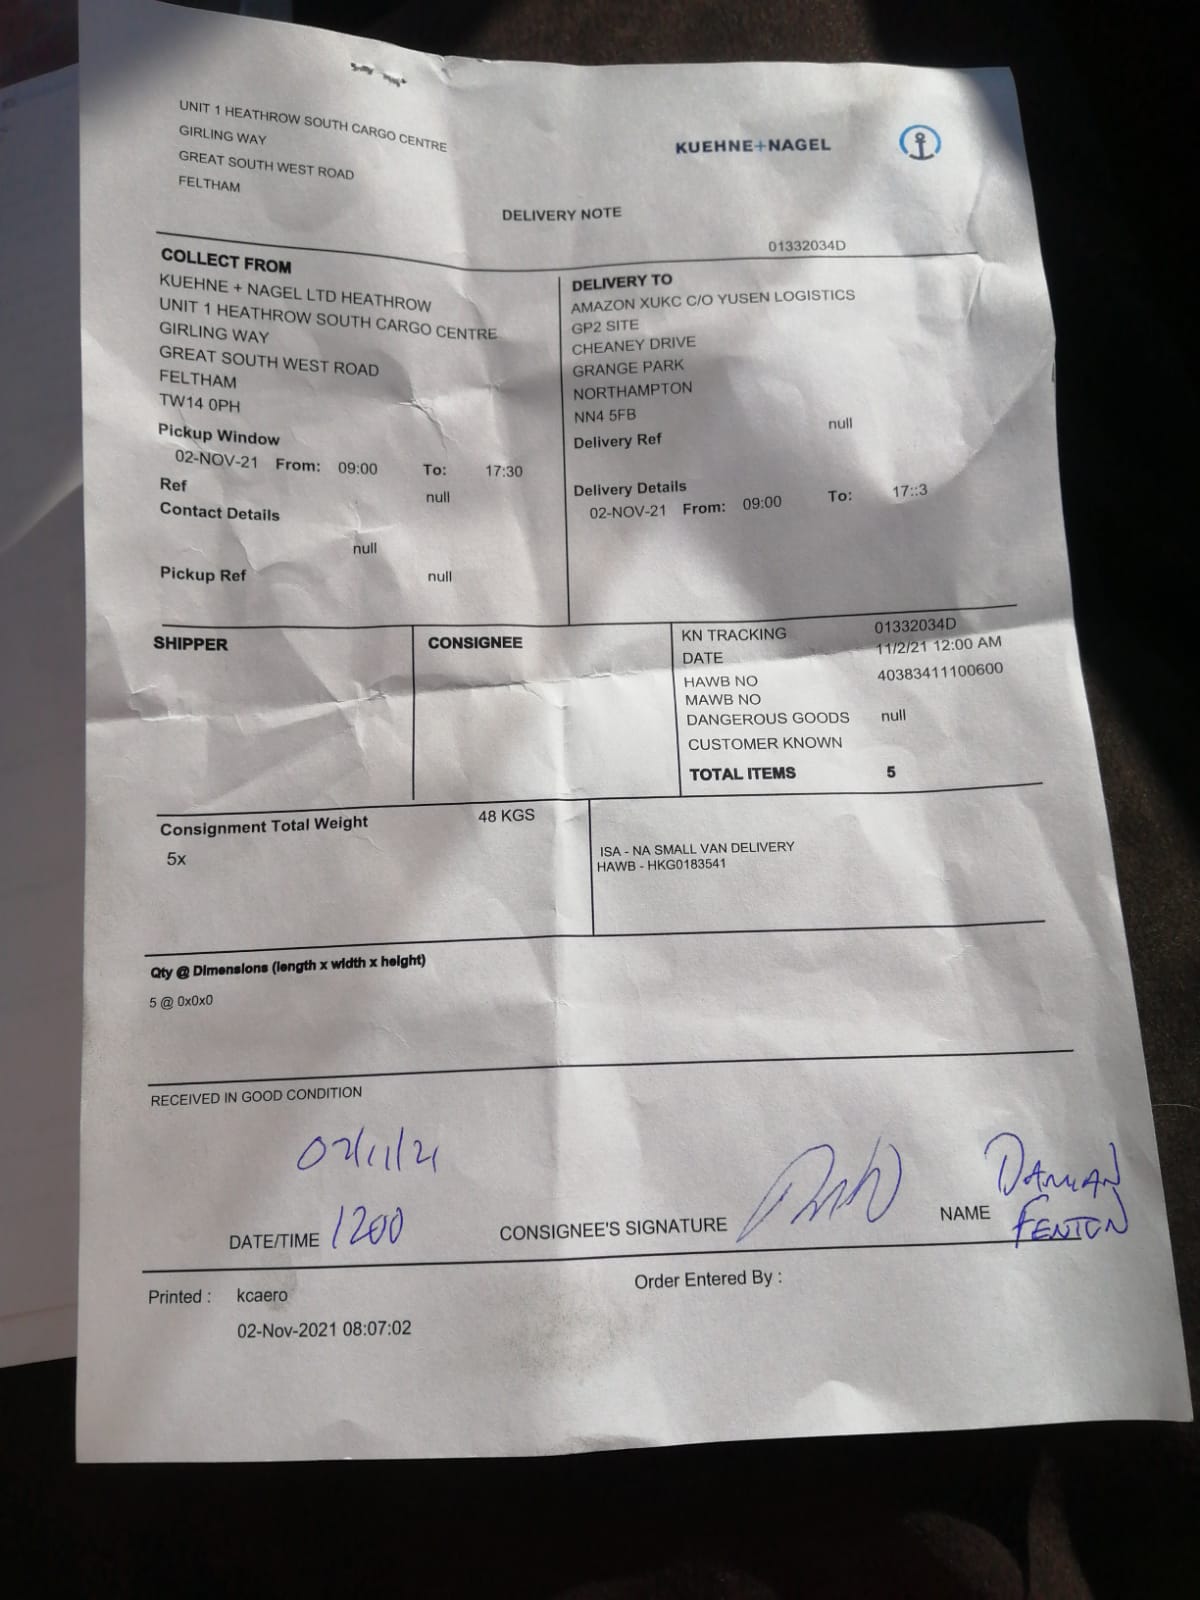 UNIT 1 HEATHROW SOUTH CARGO CENTRE
GIRLING WAY
GREAT SOUTH WEST ROAD
FELTHAM
KUEHNE+NAGEL
DELIVERY NOTE
01332034D
COLLECT FROM
KUEHNE + NAGEL LTD HEATHROW
UNIT 1 HEATHROW SOUTH CARGO CENTRE
GIRLING WAY
GREAT SOUTH WEST ROAD
FELTHAM
TW14 0PH
Pickup Window
02-NOV-21 From: 09:00 To: 17:30
Ref null
Contact Details
null
Pickup Ref null
DELIVERY TO
AMAZON XUKC C/O YUSEN LOGISTICS
GP2 SITE
CHEANEY DRIVE
GRANGE PARK
NORTHAMPTON
NN4 5FB
Delivery Ref null
Delivery Details
02-NOV-21 From: 09:00 To: 17::3
SHIPPER
CONSIGNEE
KN TRACKING 01332034D
DATE 11/2/21 12:00 AM
HAWB NO 40383411100600
MAWB NO
DANGEROUS GOODS null
CUSTOMER KNOWN
TOTAL ITEMS 5
Consignment Total Weight 48 KGS
5x
ISA - NA SMALL VAN DELIVERY
HAWB - HKG0183541
Qty @ Dimensions (length x width x height)
5 @ 0x0x0
RECEIVED IN GOOD CONDITION
02/11/21
DATE/TIME 1200
CONSIGNEE'S SIGNATURE
NAME DAMIAN
FENTON
Printed : kcaero
02-Nov-2021 08:07:02
Order Entered By :